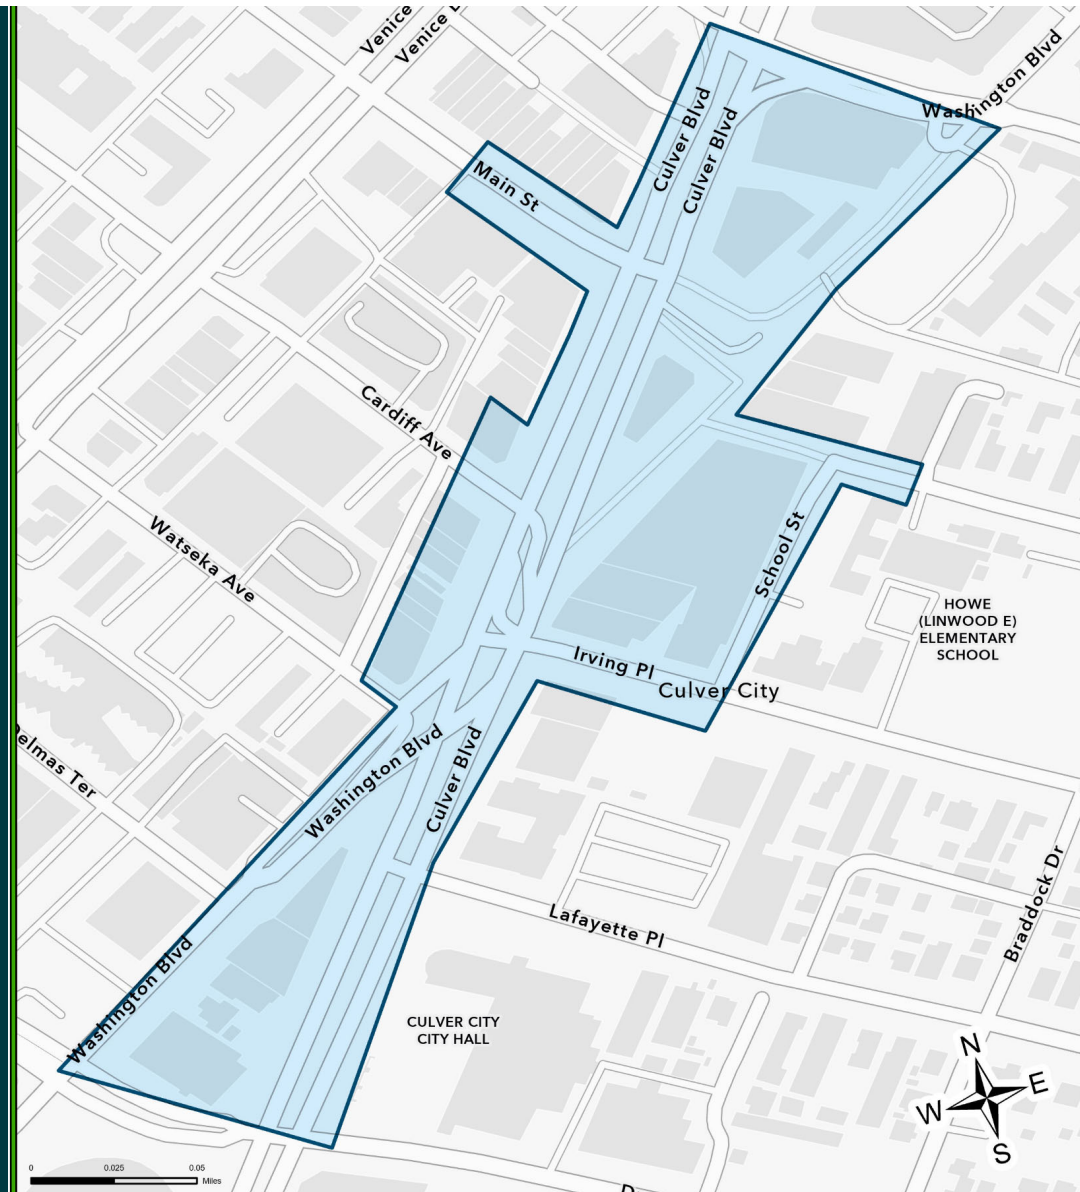 Venice
Venice
Washington Blvd
Culver Blvd
Culver Blvd
Main St
Cardiff Ave
Watseka Ave
School St
HOWE
(LINWOOD E)
ELEMENTARY
SCHOOL
Irving Pl
Culver City
Delmas Ter
Washington Blvd
Culver Blvd
Lafayette Pl
Braddock Dr
Washington Blvd
CULVER CITY
CITY HALL
N
E
W
S
0 0.025 0.05
Miles